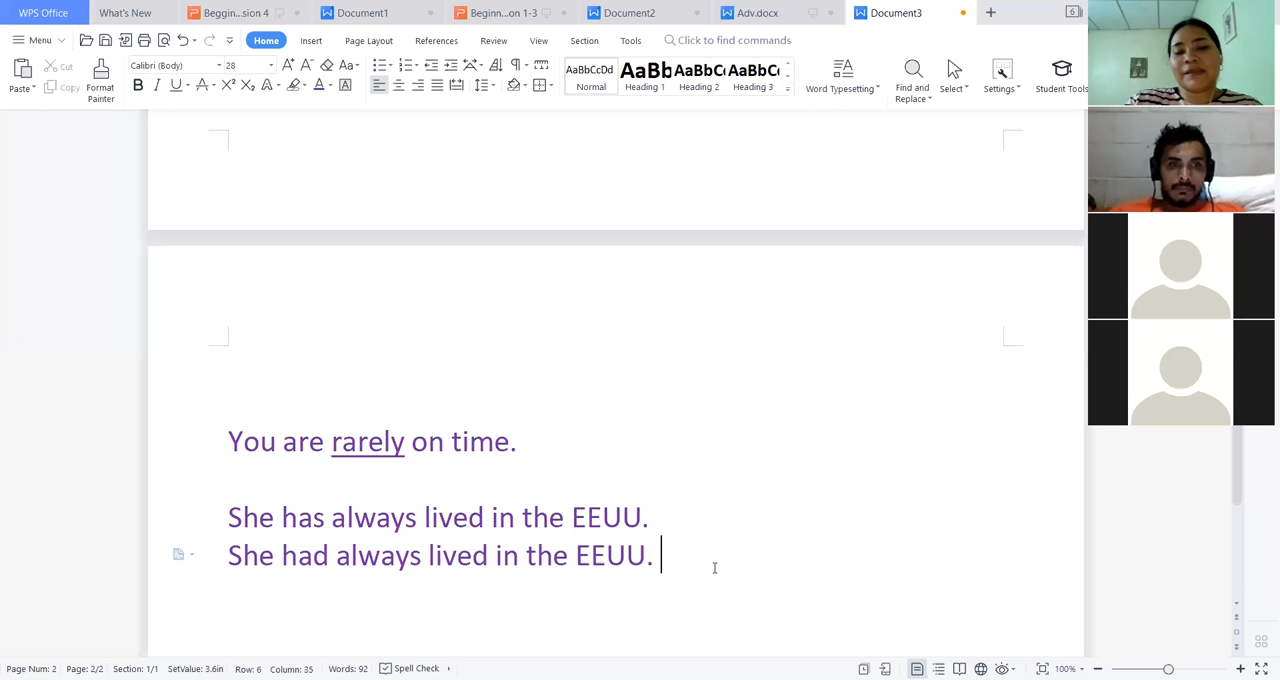 WPS Office What's New Beggin...sion 4 Document1 Beginn...on 1-3 Document2 Adv.docx Document3 6
Menu Home Insert Page Layout References Review View Section Tools Click to find commands
Calibri (Body) 28 AaBbCcDd AaBb AaBbC AaBbC
Paste Cut Copy Format Painter Normal Heading 1 Heading 2 Heading 3 Word Typesetting Find and Replace Select Settings Student Tools
You are rarely on time.
She has always lived in the EEUU.
She had always lived in the EEUU.
Page Num: 2 Page: 2/2 Section: 1/1 SetValue: 3.6in Row: 6 Column: 35 Words: 92 Spell Check 100%